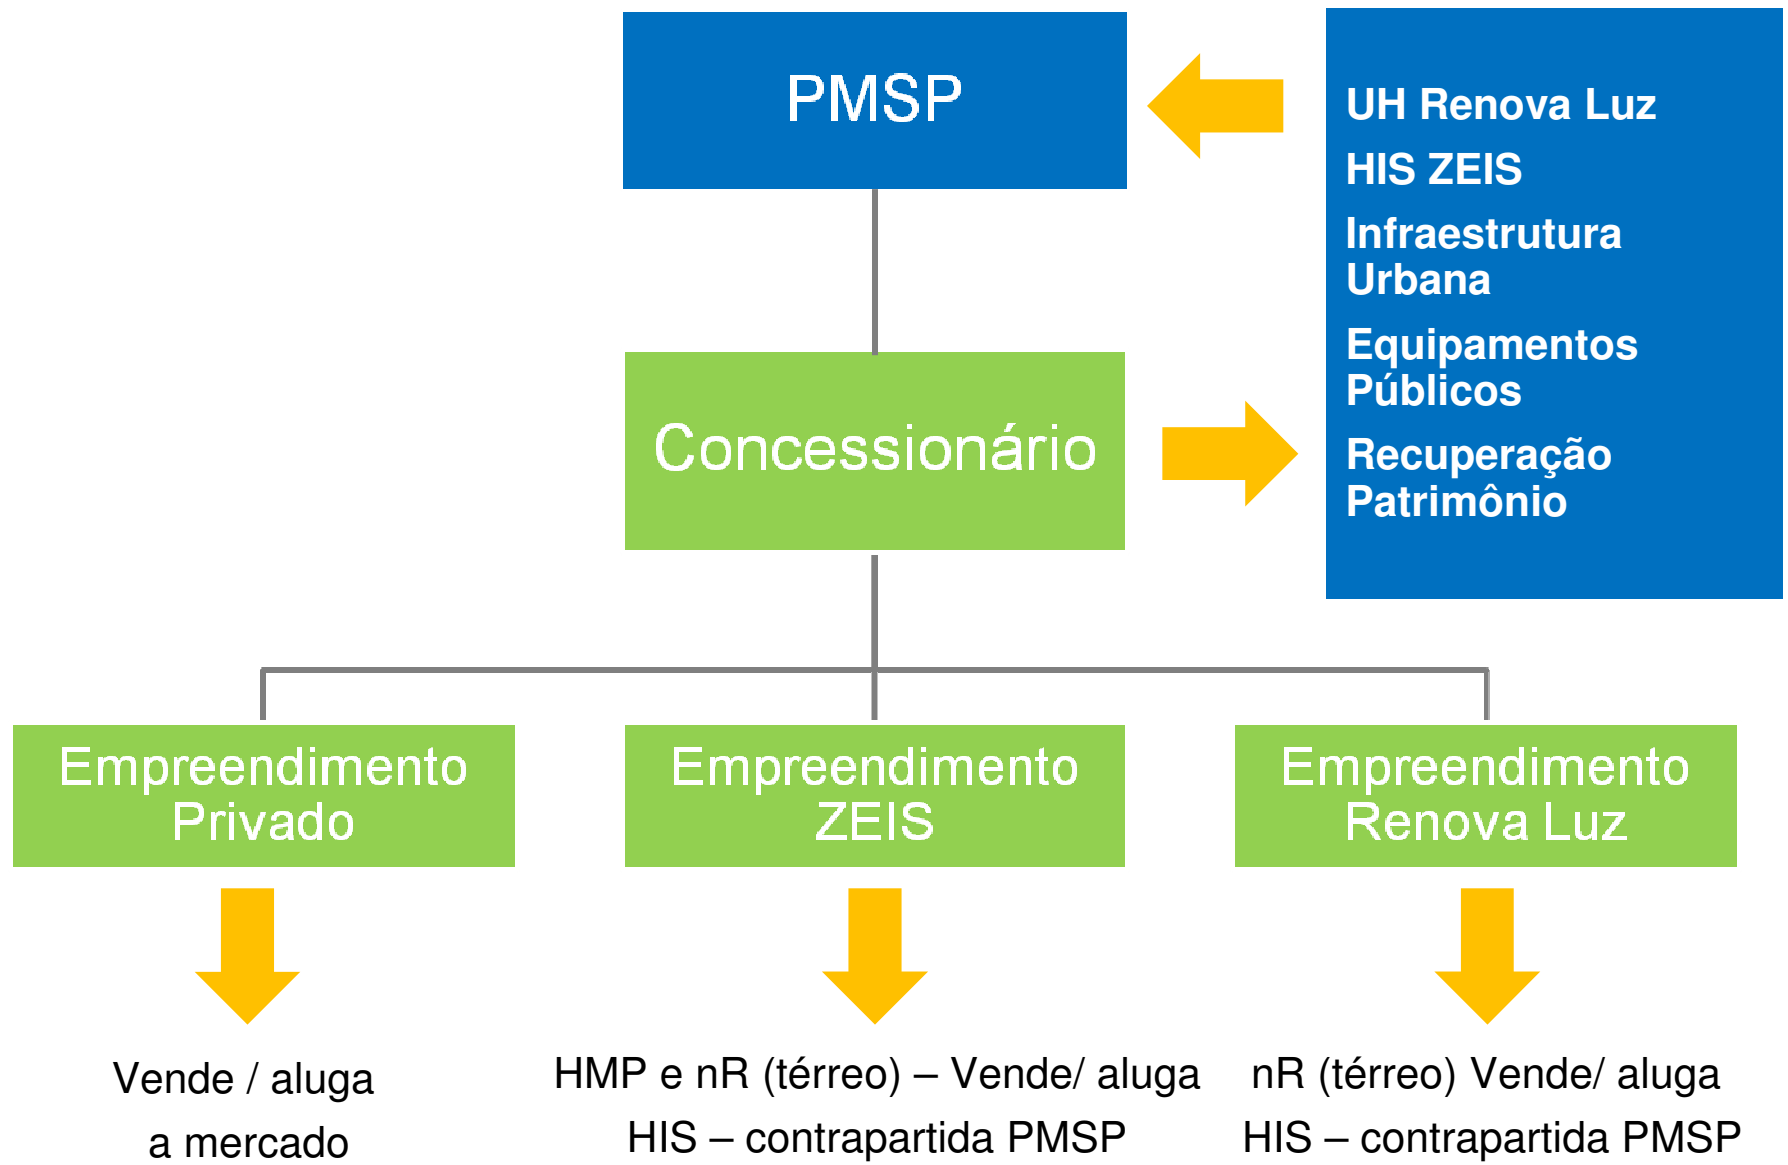 PMSP
UH Renova Luz
HIS ZEIS
Infraestrutura
Urbana
Equipamentos
Públicos
Recuperação
Patrimônio
Concessionário
Empreendimento
Privado
Empreendimento
ZEIS
Empreendimento
Renova Luz
Vende / aluga
a mercado
HMP e nR (térreo) – Vende/ aluga
HIS – contrapartida PMSP
nR (térreo) Vende/ aluga
HIS – contrapartida PMSP